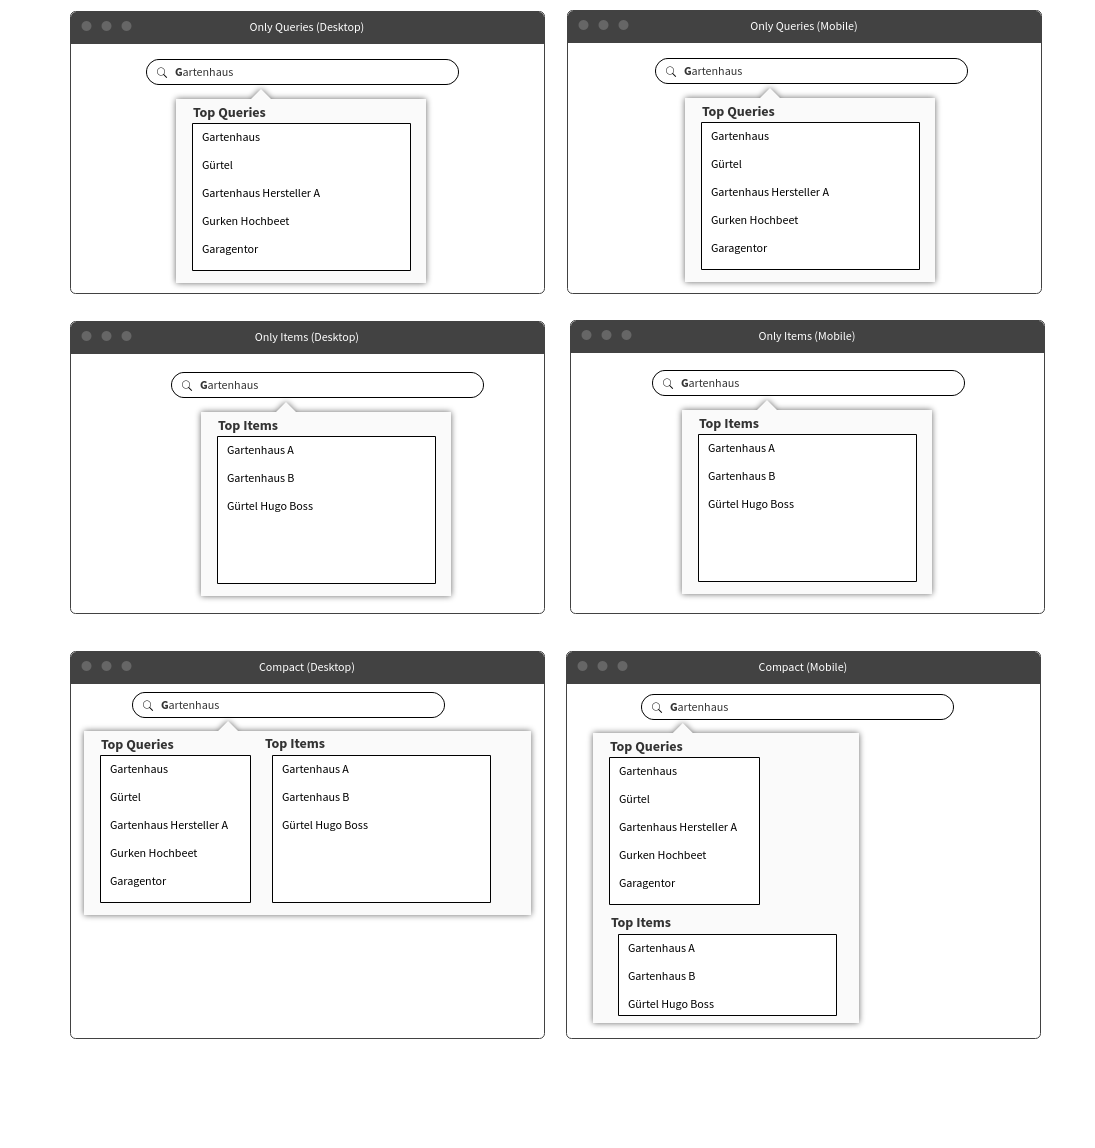 Only Queries (Desktop)
Gartenhaus
Top Queries
Gartenhaus
Gürtel
Gartenhaus Hersteller A
Gurken Hochbeet
Garagentor
Only Queries (Mobile)
Gartenhaus
Top Queries
Gartenhaus
Gürtel
Gartenhaus Hersteller A
Gurken Hochbeet
Garagentor
Only Items (Desktop)
Gartenhaus
Top Items
Gartenhaus A
Gartenhaus B
Gürtel Hugo Boss
Only Items (Mobile)
Gartenhaus
Top Items
Gartenhaus A
Gartenhaus B
Gürtel Hugo Boss
Compact (Desktop)
Gartenhaus
Top Queries
Gartenhaus
Gürtel
Gartenhaus Hersteller A
Gurken Hochbeet
Garagentor
Top Items
Gartenhaus A
Gartenhaus B
Gürtel Hugo Boss
Compact (Mobile)
Gartenhaus
Top Queries
Gartenhaus
Gürtel
Gartenhaus Hersteller A
Gurken Hochbeet
Garagentor
Top Items
Gartenhaus A
Gartenhaus B
Gürtel Hugo Boss